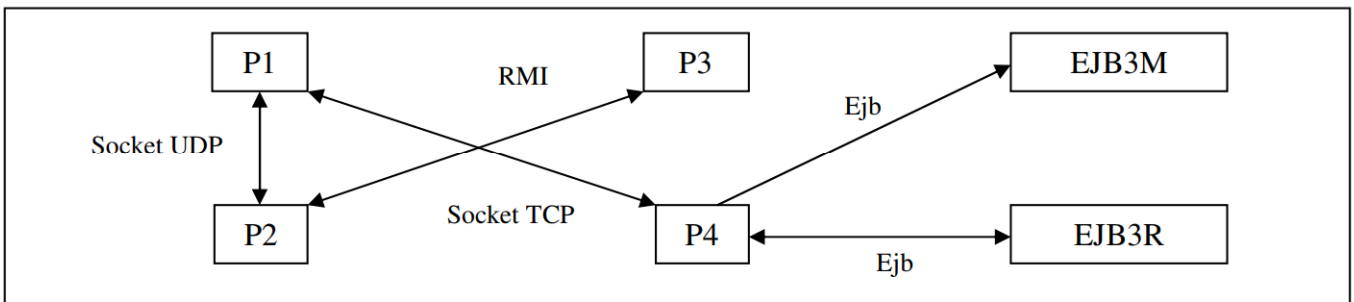 P1
RMI
P3
EJB3M
Ejb
Socket UDP
P2
Socket TCP
P4
EJB3R
Ejb